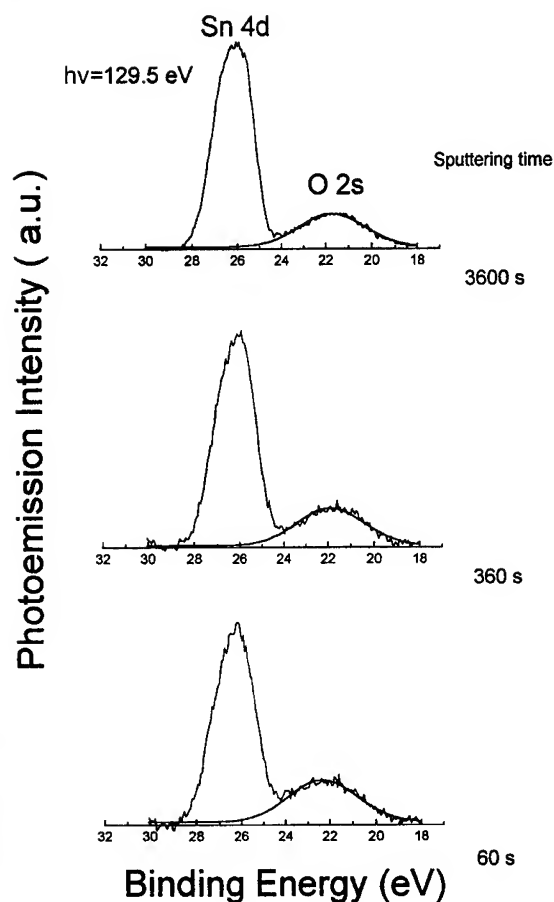 Sn 4d
hν=129.5 eV
Sputtering time
O 2s
32 30 28 26 24 22 20 18
3600 s
32 30 28 26 24 22 20 18
360 s
32 30 28 26 24 22 20 18
60 s
Binding Energy (eV)
Photoemission Intensity ( a.u.)